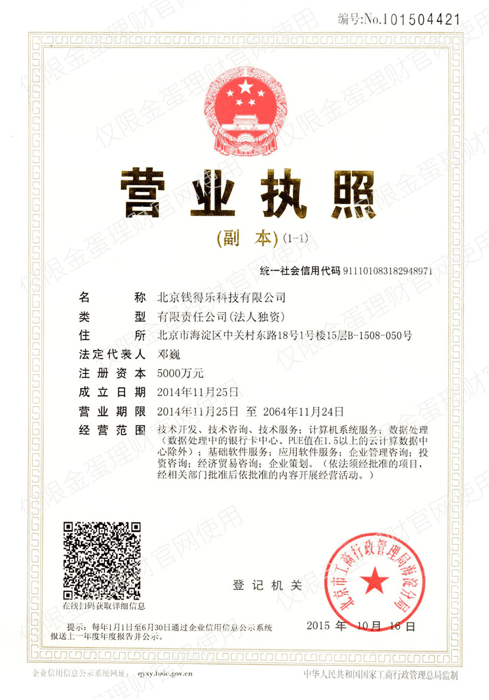 编号:No.101504421
营业执照
(副 本)(1-1)
统一社会信用代码 911101083182948971
名 称 北京钱得乐科技有限公司
类 型 有限责任公司(法人独资)
住 所 北京市海淀区中关村东路18号1号楼15层B-1508-050号
法定代表人 邓巍
注册资本 5000万元
成立日期 2014年11月25日
营业期限 2014年11月25日 至 2064年11月24日
经营范围 技术开发、技术咨询、技术服务；计算机系统服务；数据处理
（数据处理中的银行卡中心、PUE值在1.5以上的云计算数据中
心除外）；基础软件服务；应用软件服务；企业管理咨询；投
资咨询；经济贸易咨询；企业策划。（依法须经批准的项目，
经相关部门批准后依批准的内容开展经营活动。）
在线扫码获取详细信息
登记机关
北京市工商行政管理局海淀分局
2015 年 10 月 16 日
提示：每年1月1日至6月30日通过企业信用信息公示系统
报送上一年度年度报告并公示。
企业信用信息公示系统网址： qyxy.baic.gov.cn
中华人民共和国国家工商行政管理总局监制
仅限金蛋理财官网使用